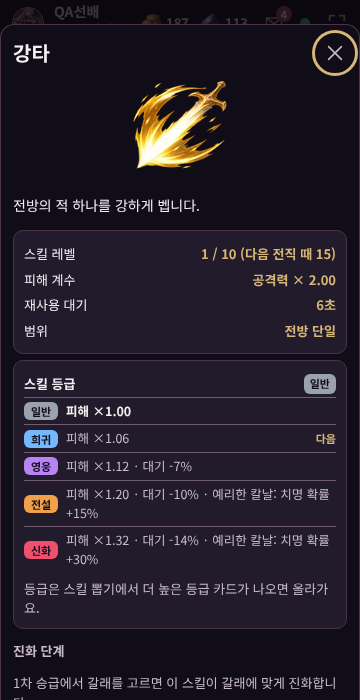 QA선배
187
113
4
강타
전방의 적 하나를 강하게 벱니다.
스킬 레벨 1 / 10 (다음 전직 때 15)
피해 계수 공격력 × 2.00
재사용 대기 6초
범위 전방 단일
스킬 등급 일반
일반 피해 ×1.00
희귀 피해 ×1.06 다음
영웅 피해 ×1.12 · 대기 -7%
전설 피해 ×1.20 · 대기 -10% · 예리한 칼날: 치명 확률
+15%
신화 피해 ×1.32 · 대기 -14% · 예리한 칼날: 치명 확률
+30%
등급은 스킬 뽑기에서 더 높은 등급 카드가 나오면 올라가
요.
진화 단계
1차 승급에서 갈래를 고르면 이 스킬이 갈래에 맞게 진화합니